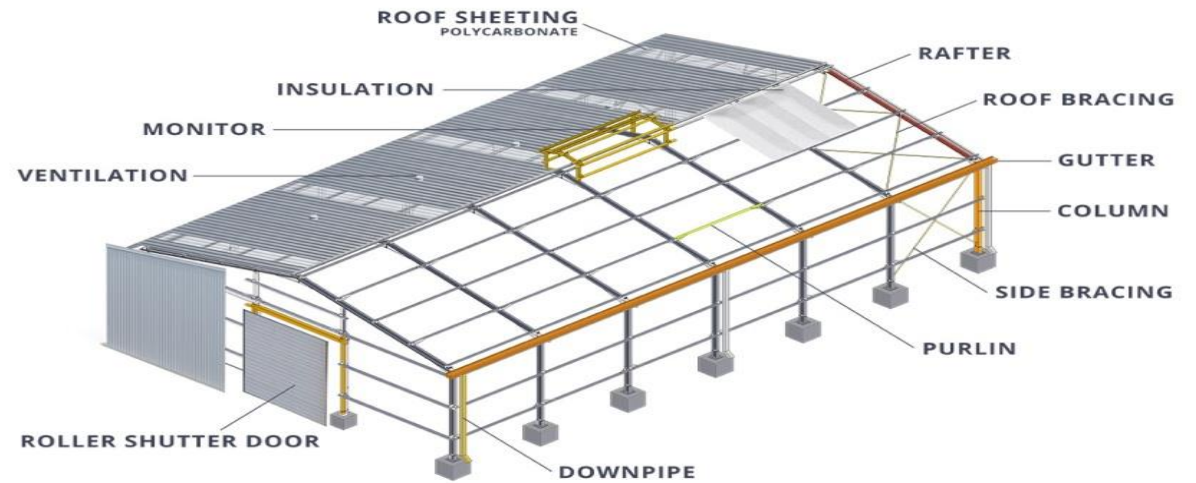 ROOF SHEETING
POLYCARBONATE
RAFTER
INSULATION
ROOF BRACING
MONITOR
GUTTER
VENTILATION
COLUMN
SIDE BRACING
PURLIN
ROLLER SHUTTER DOOR
DOWNPIPE